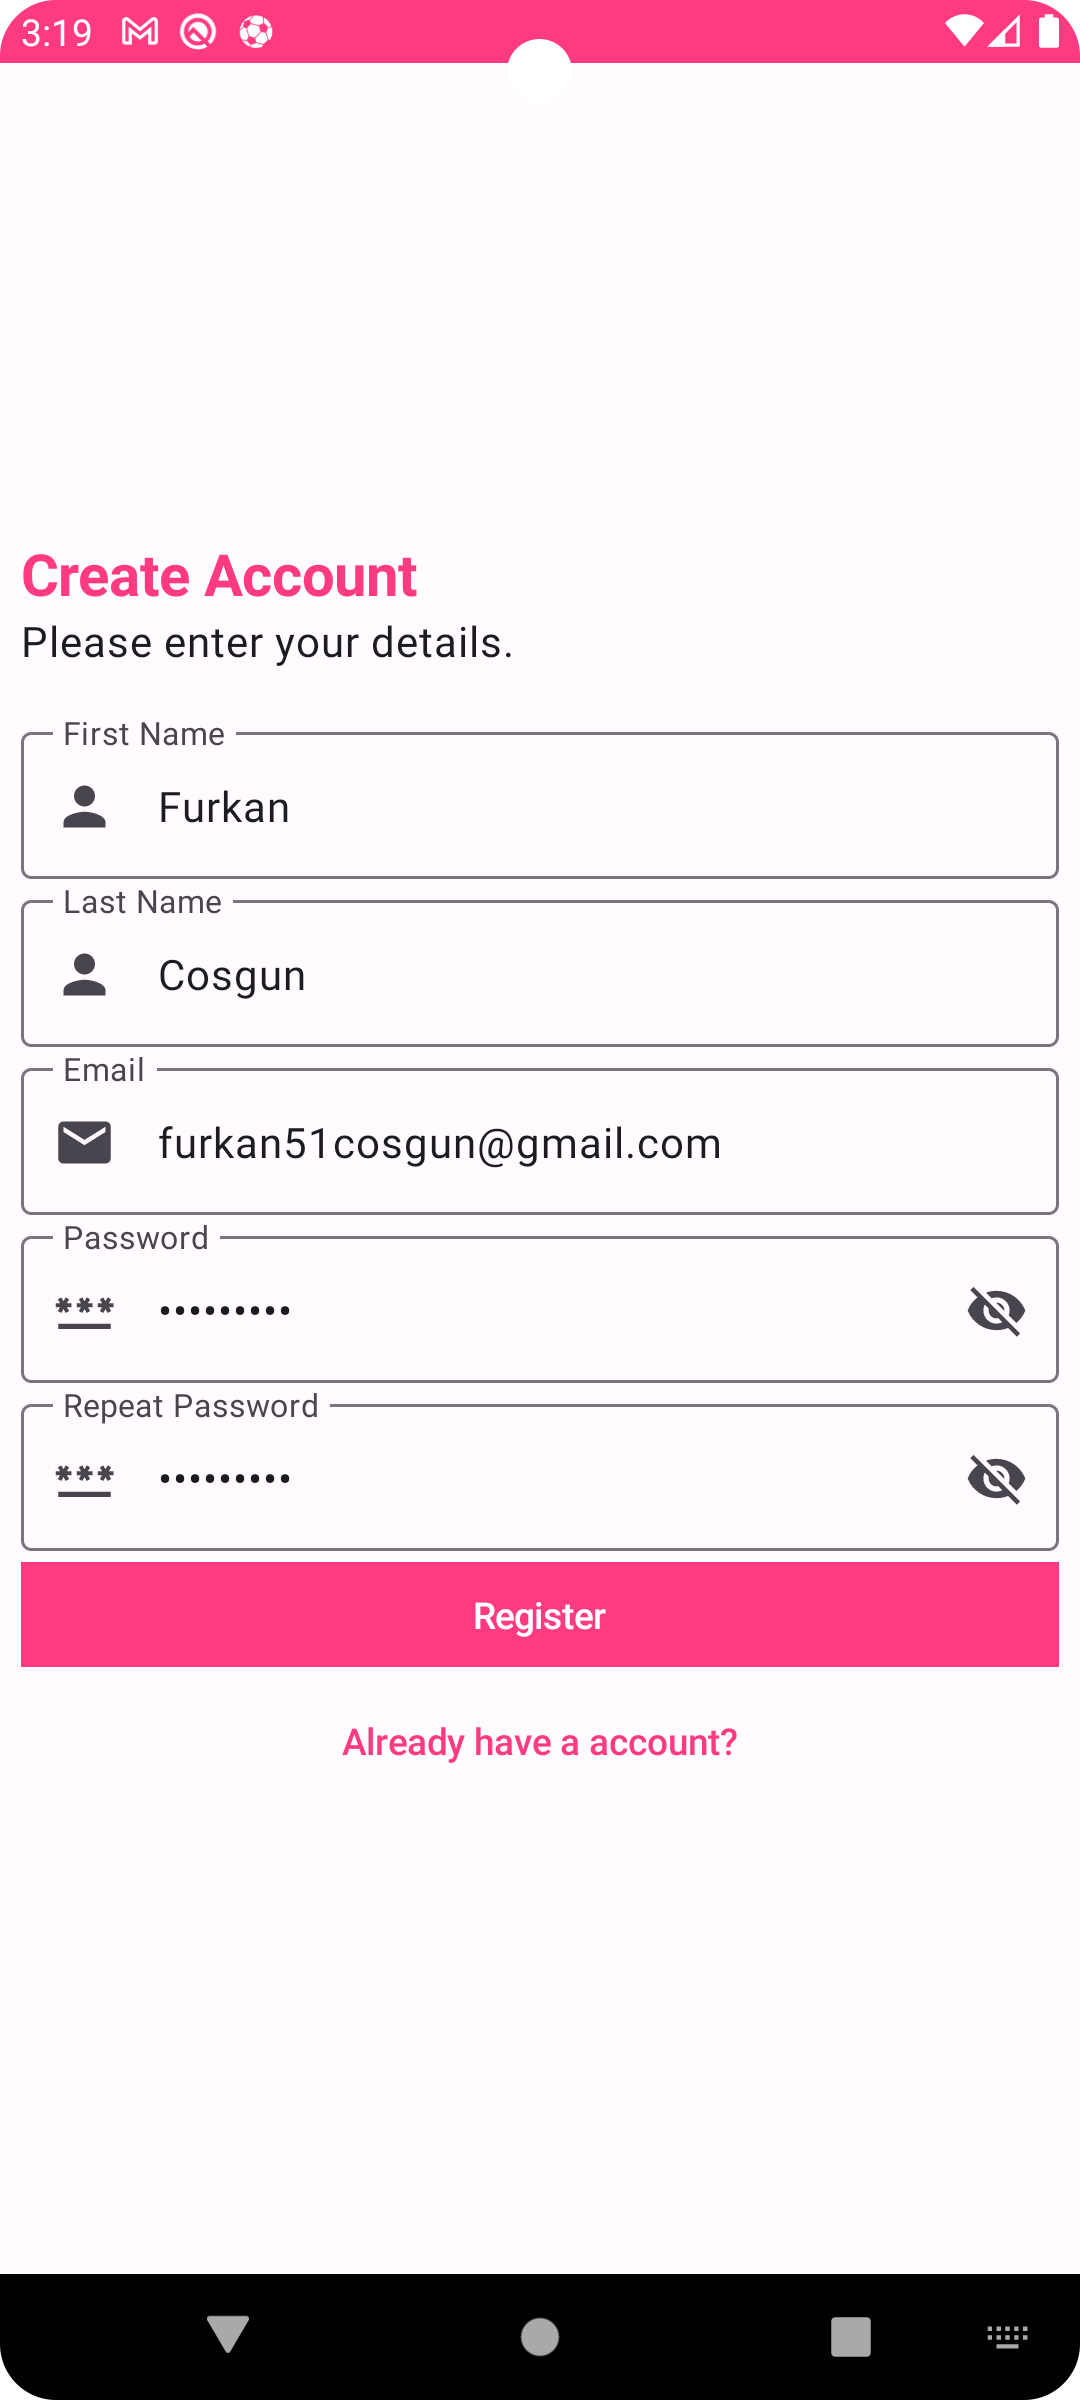 3:19
Create Account
Please enter your details.
First Name
Furkan
Last Name
Cosgun
Email
furkan51cosgun@gmail.com
Password
•••••••••
Repeat Password
•••••••••
Register
Already have a account?